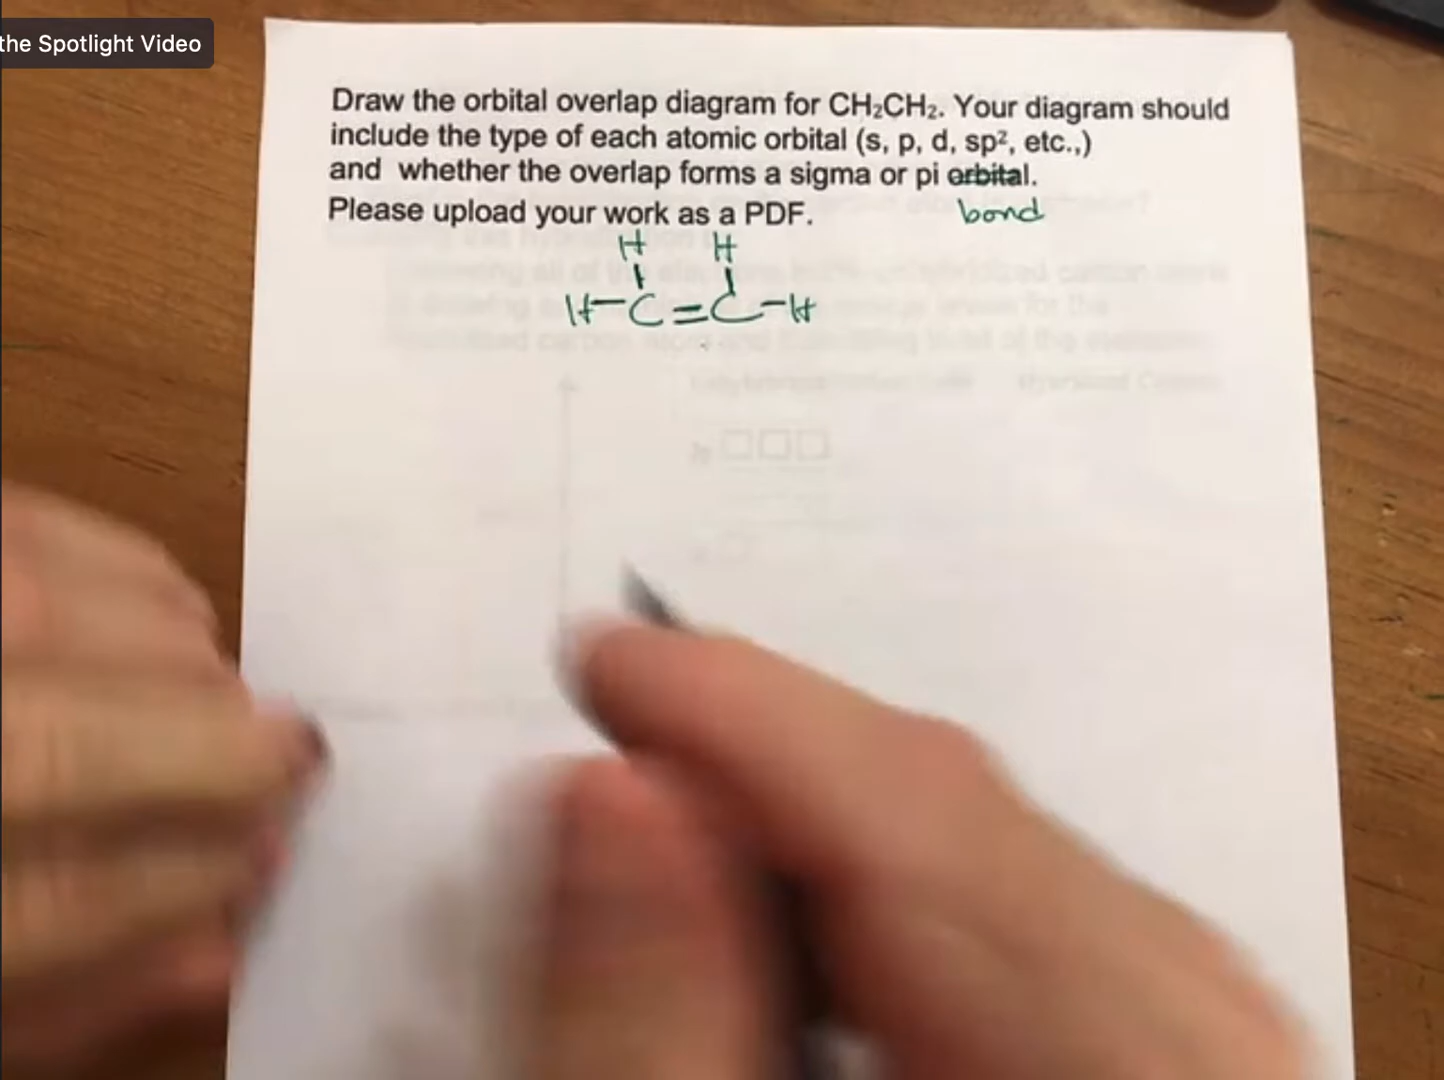 the Spotlight Video
Draw the orbital overlap diagram for CH₂CH₂. Your diagram should
include the type of each atomic orbital (s, p, d, sp², etc.,)
and whether the overlap forms a sigma or pi orbital.
Please upload your work as a PDF. bond
H H
H-C=C-H